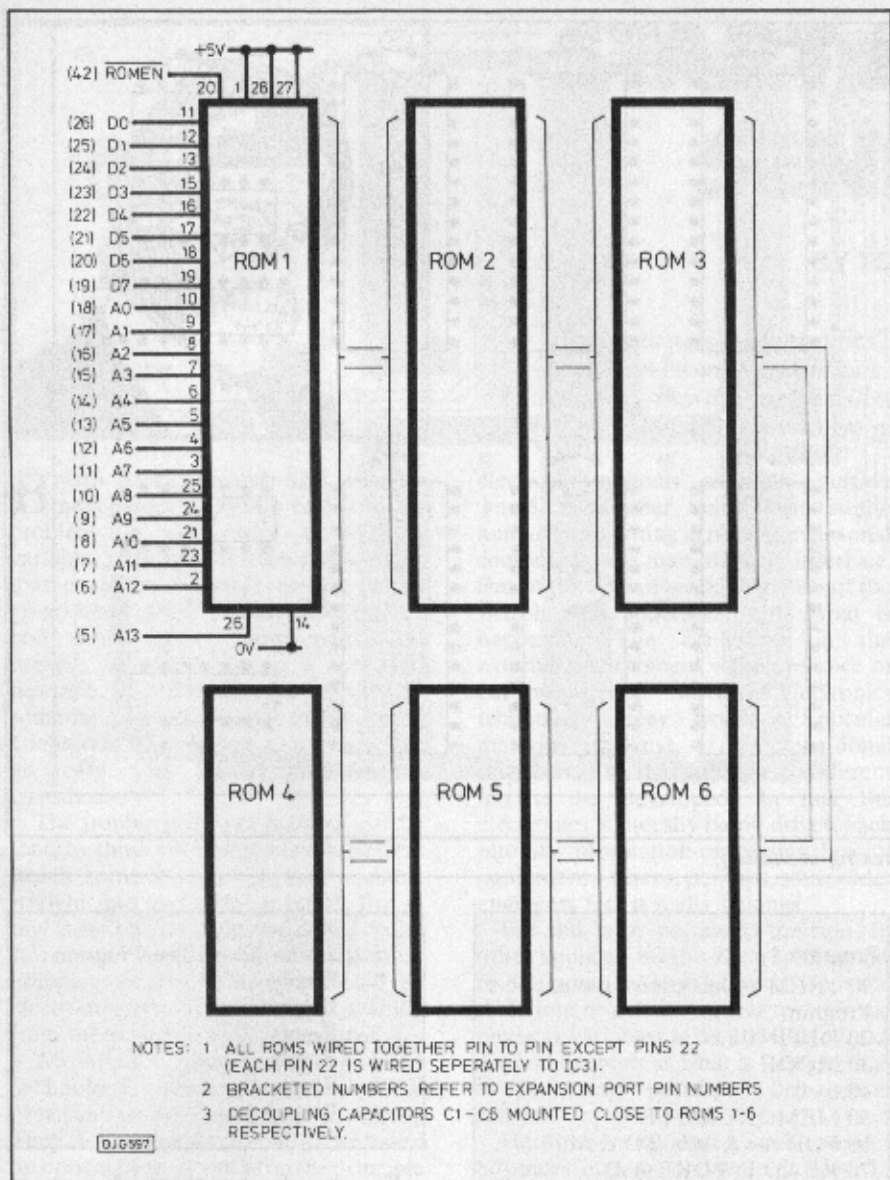 +5V
(42) ROMEN
20 1 28 27
(26) D0 11
(25) D1 12
(24) D2 13
(23) D3 15
(22) D4 16
(21) D5 17
(20) D6 18
(19) D7 19
(18) A0 10
(17) A1 9
(16) A2 8
(15) A3 7
(14) A4 6
(13) A5 5
(12) A6 4
(11) A7 3
(10) A8 25
(9) A9 24
(8) A10 21
(7) A11 23
(6) A12 2
ROM 1
ROM 2
ROM 3
26 14
(5) A13
0V
ROM 4
ROM 5
ROM 6
NOTES: 1 ALL ROMS WIRED TOGETHER PIN TO PIN EXCEPT PINS 22
(EACH PIN 22 IS WIRED SEPERATELY TO IC3).
2 BRACKETED NUMBERS REFER TO EXPANSION PORT PIN NUMBERS
3 DECOUPLING CAPACITORS C1-C6 MOUNTED CLOSE TO ROMS 1-6
RESPECTIVELY.
0JG557